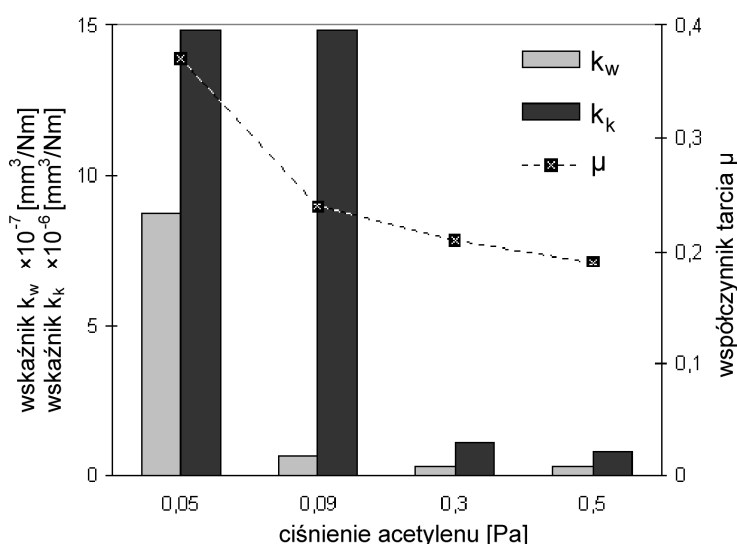 15
10
5
0
wskaźnik k_w ×10⁻⁷ [mm³/Nm]
wskaźnik k_k ×10⁻⁶ [mm³/Nm]
k_w
k_k
µ
0,4
0,3
0,2
0,1
0
współczynnik tarcia µ
0,05 0,09 0,3 0,5
ciśnienie acetylenu [Pa]